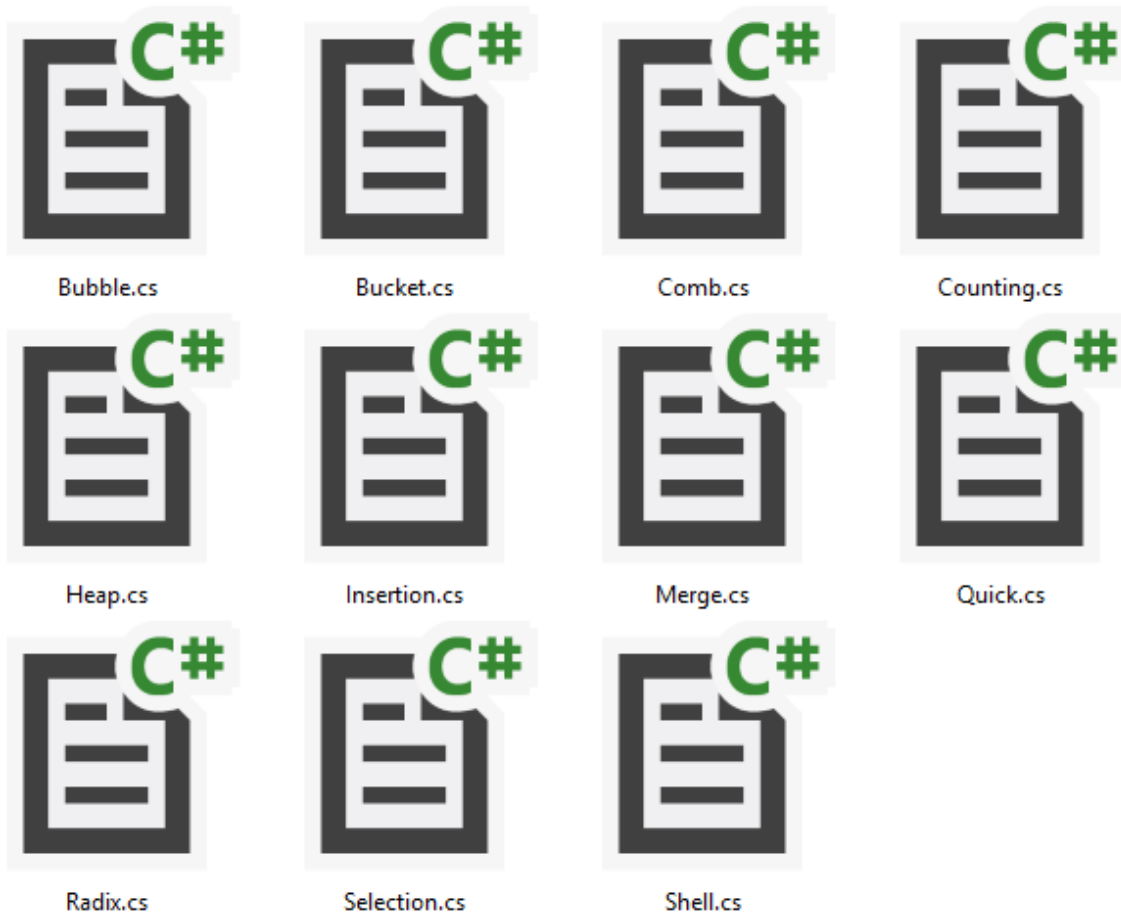 C# C# C# C#
Bubble.cs Bucket.cs Comb.cs Counting.cs
C# C# C# C#
Heap.cs Insertion.cs Merge.cs Quick.cs
C# C# C#
Radix.cs Selection.cs Shell.cs